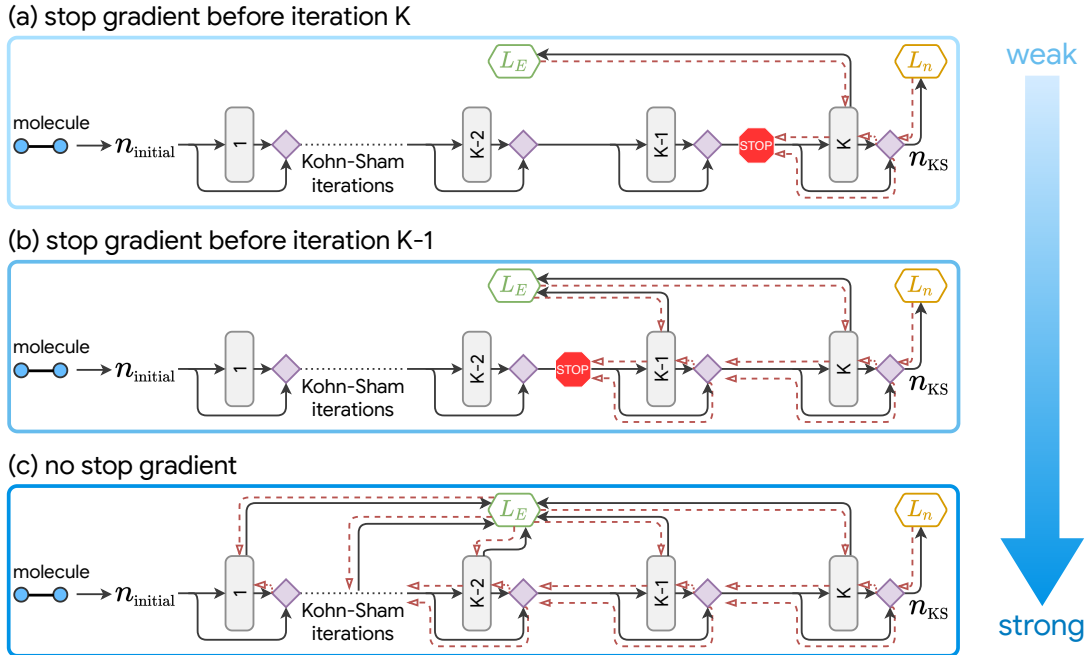 (a) stop gradient before iteration K
weak
L_E
L_n
molecule
n_initial
1
Kohn-Sham
iterations
K-2
K-1
STOP
K
n_KS
(b) stop gradient before iteration K-1
L_E
L_n
molecule
n_initial
1
Kohn-Sham
iterations
K-2
STOP
K-1
K
n_KS
(c) no stop gradient
L_E
L_n
molecule
n_initial
1
Kohn-Sham
iterations
K-2
K-1
K
n_KS
strong